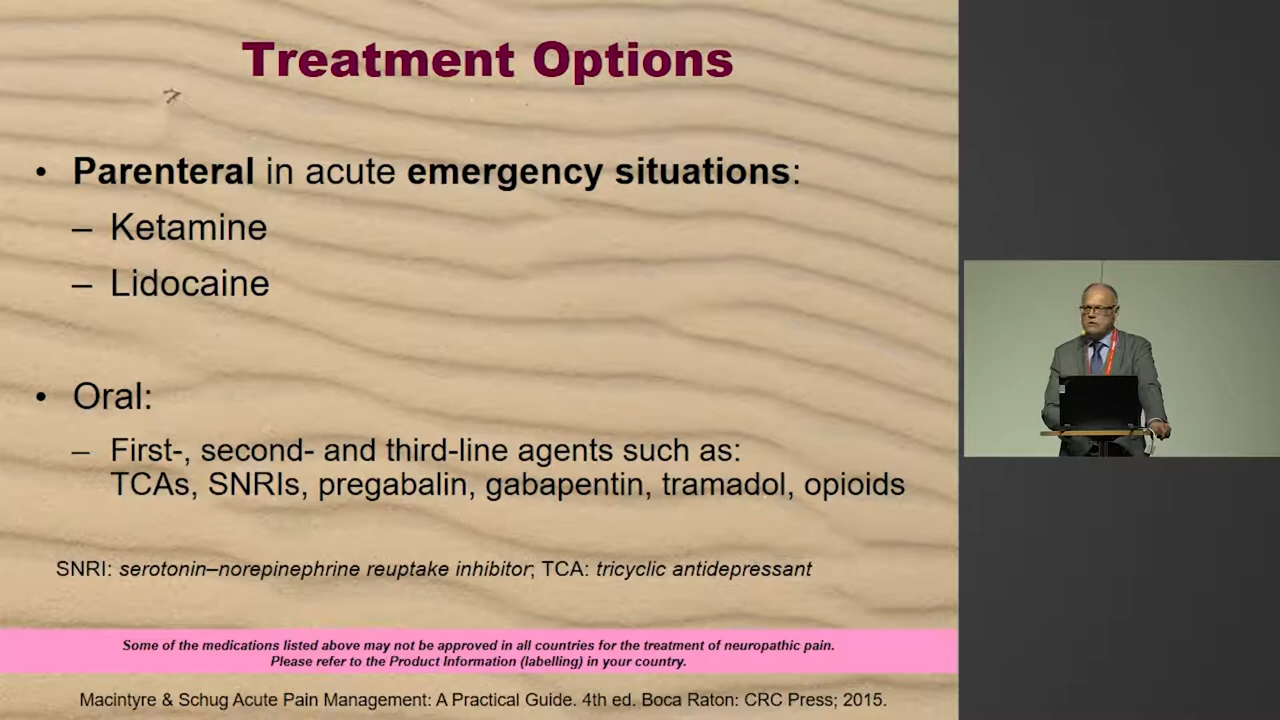 Treatment Options
• Parenteral in acute emergency situations:
– Ketamine
– Lidocaine
• Oral:
– First-, second- and third-line agents such as:
TCAs, SNRIs, pregabalin, gabapentin, tramadol, opioids
SNRI: serotonin–norepinephrine reuptake inhibitor; TCA: tricyclic antidepressant
Some of the medications listed above may not be approved in all countries for the treatment of neuropathic pain.
Please refer to the Product Information (labelling) in your country.
Macintyre & Schug Acute Pain Management: A Practical Guide. 4th ed. Boca Raton: CRC Press; 2015.